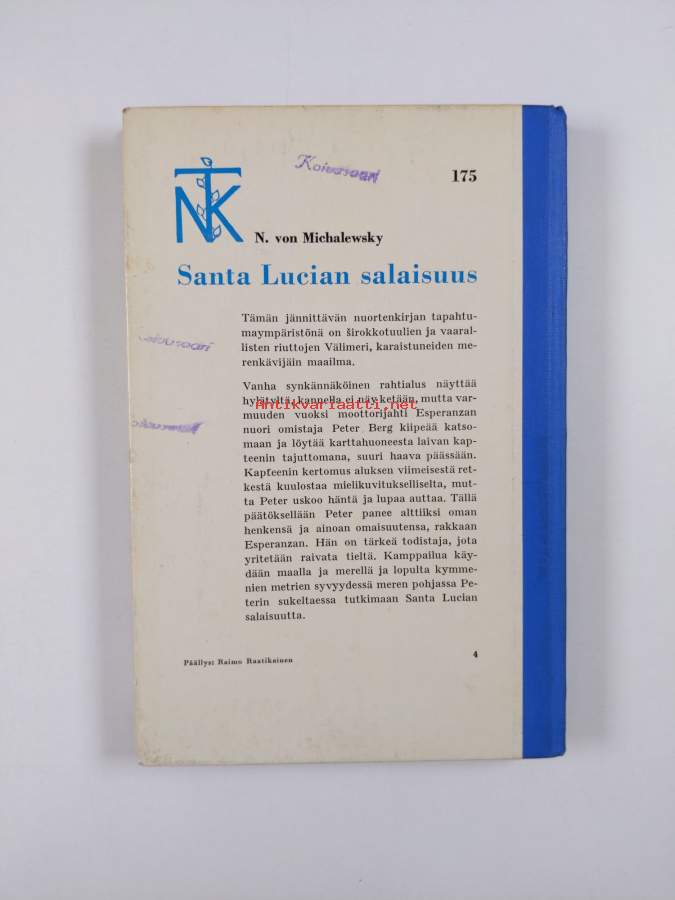 Koivusaari
175
NTK
N. von Michalewsky
Santa Lucian salaisuus
Tämän jännittävän nuortenkirjan tapahtu-
maympäristönä on širokkotuulien ja vaaral-
listen riuttojen Välimeri, karaistuneiden me-
renkävijäin maailma.
Vanha synkännäköinen rahtialus näyttää
hylätyltä, kannella ei näy ketään, mutta var-
Antikvariaatti.net
muuden vuoksi moottorijahti Esperanzan
nuori omistaja Peter Berg kiipeää katso-
maan ja löytää karttahuoneesta laivan kap-
teenin tajuttomana, suuri haava päässään.
Kapteenin kertomus aluksen viimeisestä ret-
kestä kuulostaa mielikuvitukselliselta, mut-
ta Peter uskoo häntä ja lupaa auttaa. Tällä
päätöksellään Peter panee alttiiksi oman
henkensä ja ainoan omaisuutensa, rakkaan
Esperanzan. Hän on tärkeä todistaja, jota
yritetään raivata tieltä. Kamppailua käy-
dään maalla ja merellä ja lopulta kymme-
nien metrien syvyydessä meren pohjassa Pe-
terin sukeltaessa tutkimaan Santa Lucian
salaisuutta.
Päällys: Raimo Raatikainen
4